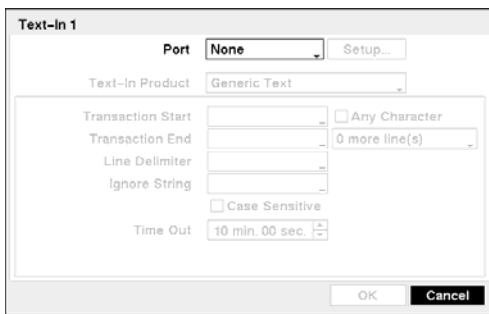 Text-In 1
Port None Setup...
Text-In Product Generic Text
Transaction Start Any Character
Transaction End 0 more line(s)
Line Delimiter
Ignore String
Case Sensitive
Time Out 10 min. 00 sec.
OK Cancel